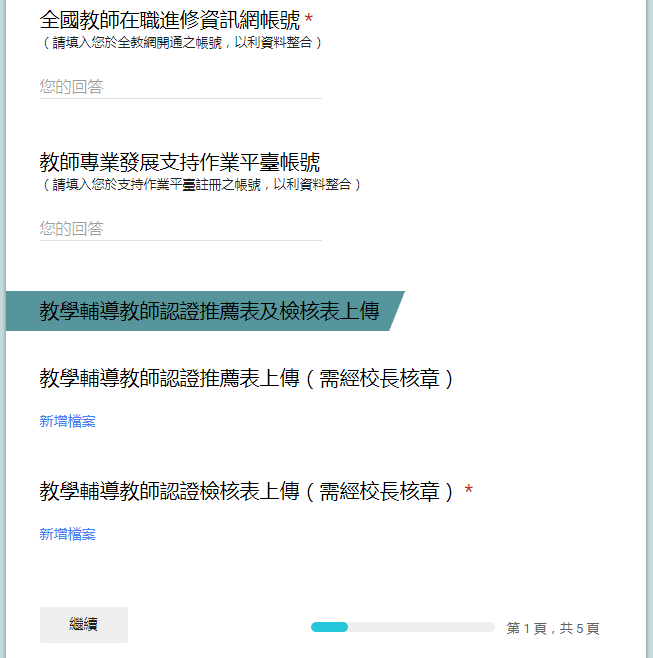 全國教師在職進修資訊網帳號 *
（請填入您於全教網開通之帳號，以利資料整合）
您的回答
教師專業發展支持作業平臺帳號
（請填入您於支持作業平臺註冊之帳號，以利資料整合）
您的回答
教學輔導教師認證推薦表及檢核表上傳
教學輔導教師認證推薦表上傳（需經校長核章）
新增檔案
教學輔導教師認證檢核表上傳（需經校長核章） *
新增檔案
繼續
第 1 頁，共 5 頁